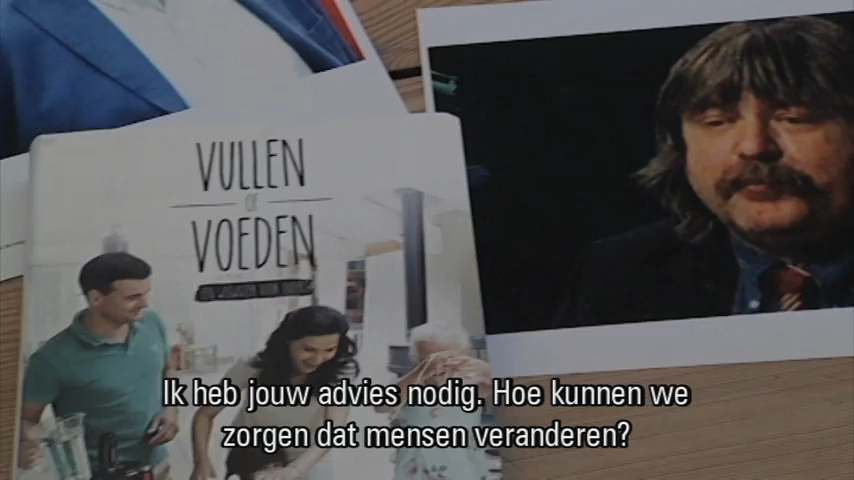 VULLEN
OF
VOEDEN
Ik heb jouw advies nodig. Hoe kunnen we
zorgen dat mensen veranderen?